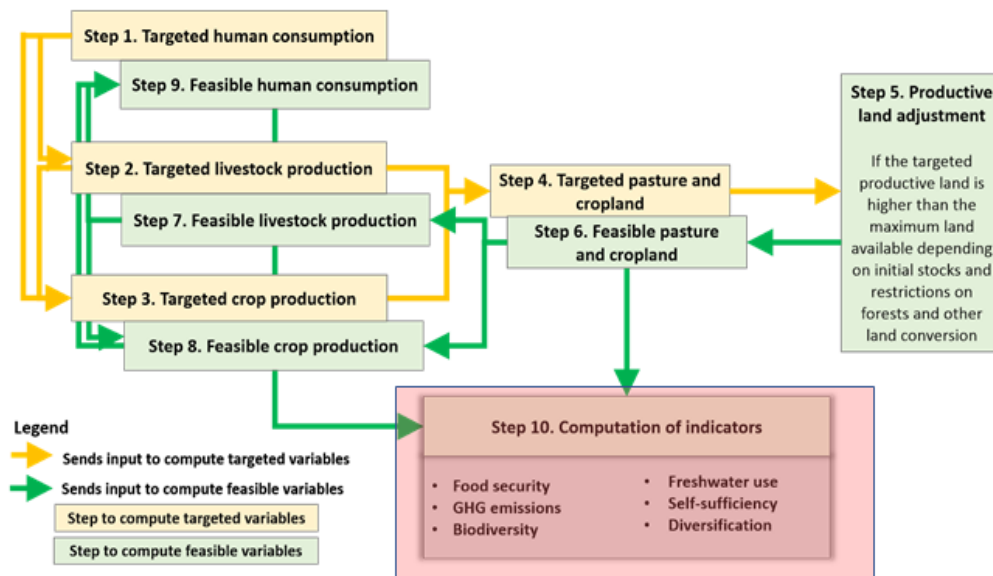 Step 1. Targeted human consumption
Step 9. Feasible human consumption
Step 2. Targeted livestock production
Step 7. Feasible livestock production
Step 3. Targeted crop production
Step 8. Feasible crop production
Step 4. Targeted pasture and
cropland
Step 6. Feasible pasture
and cropland
Step 5. Productive
land adjustment
If the targeted
productive land is
higher than the
maximum land
available depending
on initial stocks and
restrictions on
forests and other
land conversion
Step 10. Computation of indicators
• Food security
• GHG emissions
• Biodiversity
• Freshwater use
• Self-sufficiency
• Diversification
Legend
Sends input to compute targeted variables
Sends input to compute feasible variables
Step to compute targeted variables
Step to compute feasible variables